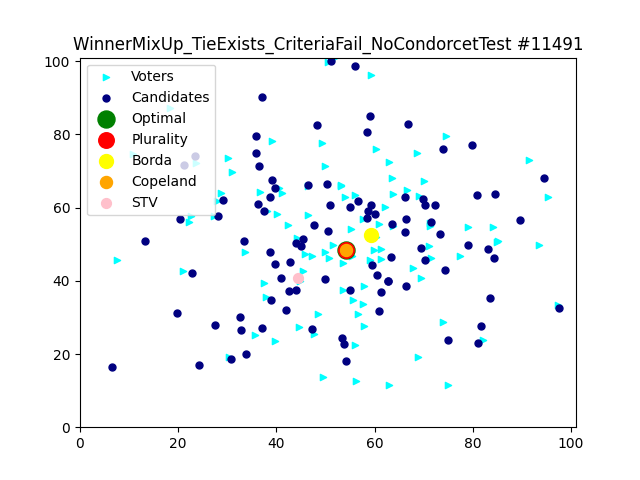 WinnerMixUp_TieExists_CriteriaFail_NoCondorcetTest #11491
100
80
60
40
20
0
Voters
Candidates
Optimal
Plurality
Borda
Copeland
STV
0 20 40 60 80 100